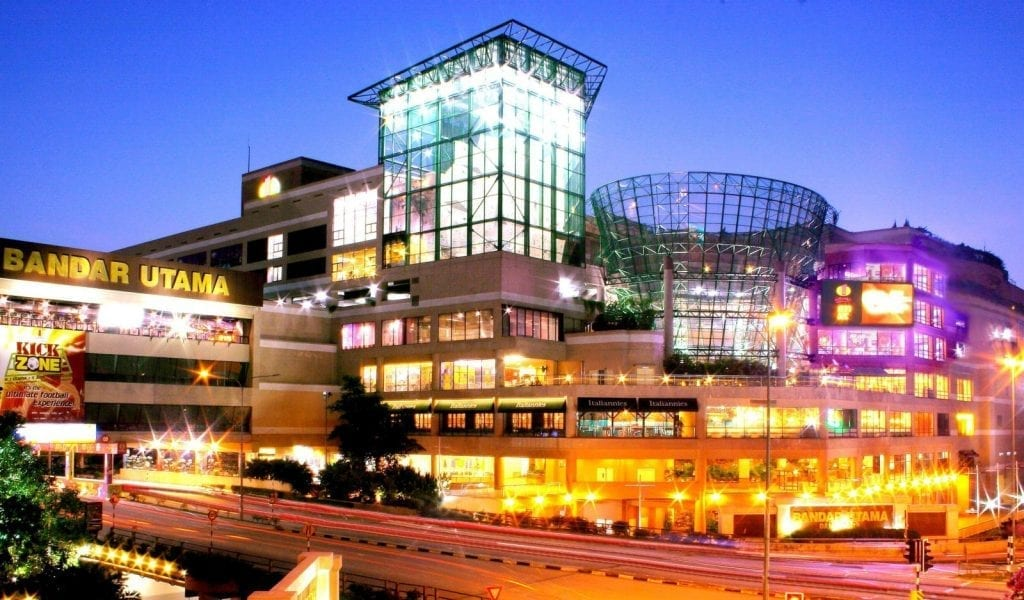 BANDAR UTAMA
KICK
ZONE
ultimate football
experience
Italiannies
Italiannies
BANDAR UTAMA